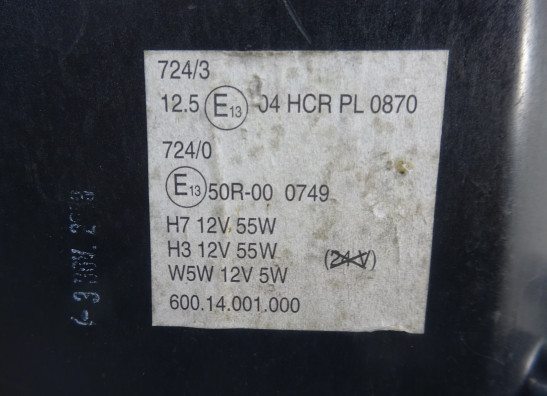 724/3
12.5 E13 04 HCR PL 0870
724/0
E13 50R-00 0749
H7 12V 55W
H3 12V 55W (24V)
W5W 12V 5W
600.14.001.000